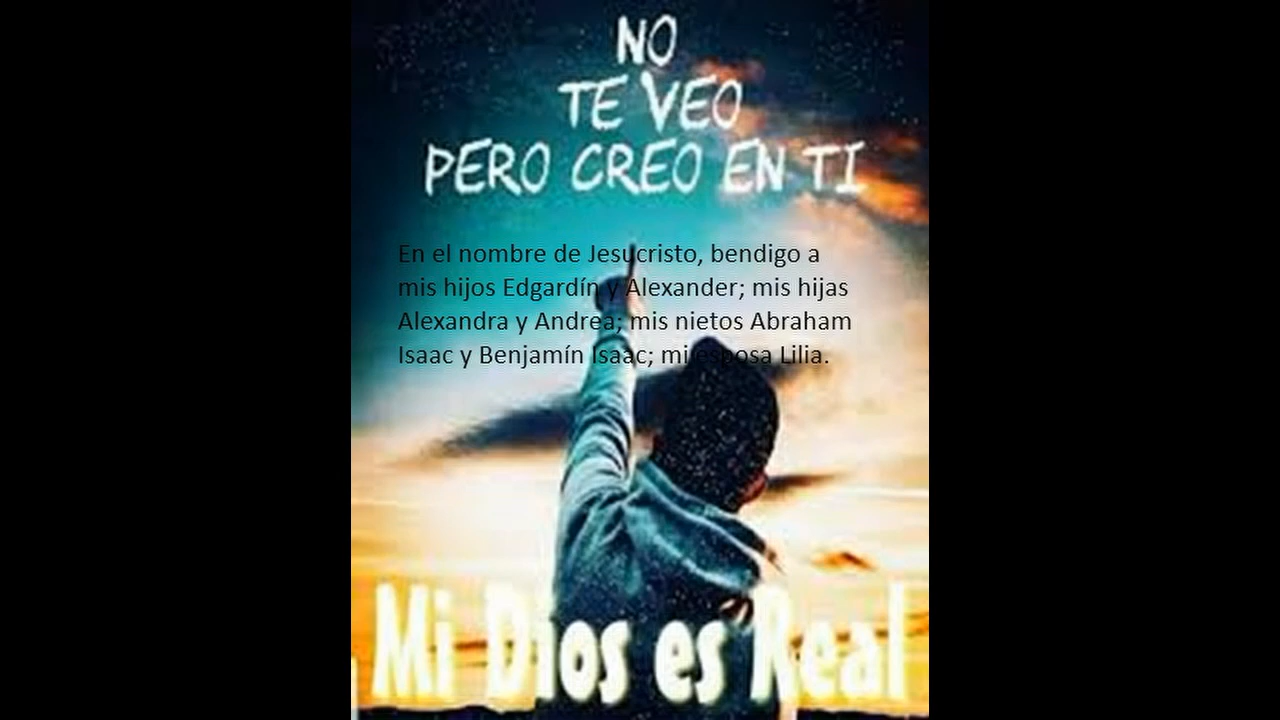 NO
TE VEO
PERO CREO EN TI
En el nombre de Jesucristo, bendigo a
mis hijos Edgardín y Alexander; mis hijas
Alexandra y Andrea; mis nietos Abraham
Isaac y Benjamín Isaac; mi esposa Lilia.
Mi Dios es Real